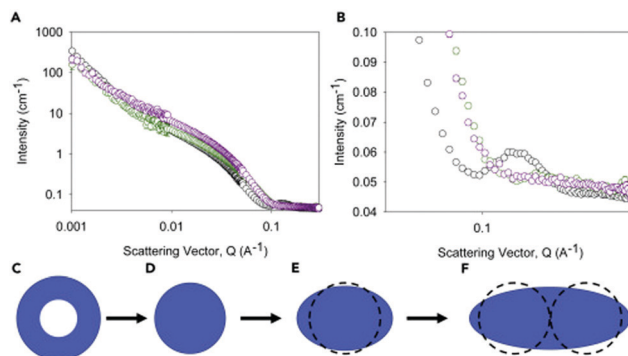 A
B
1000
100
10
1
0.1
0.001
0.01
0.1
Intensity (cm-1)
Scattering Vector, Q (A-1)
0.10
0.09
0.08
0.07
0.06
0.05
0.04
0.1
Intensity (cm-1)
Scattering Vector, Q (A-1)
C
D
E
F